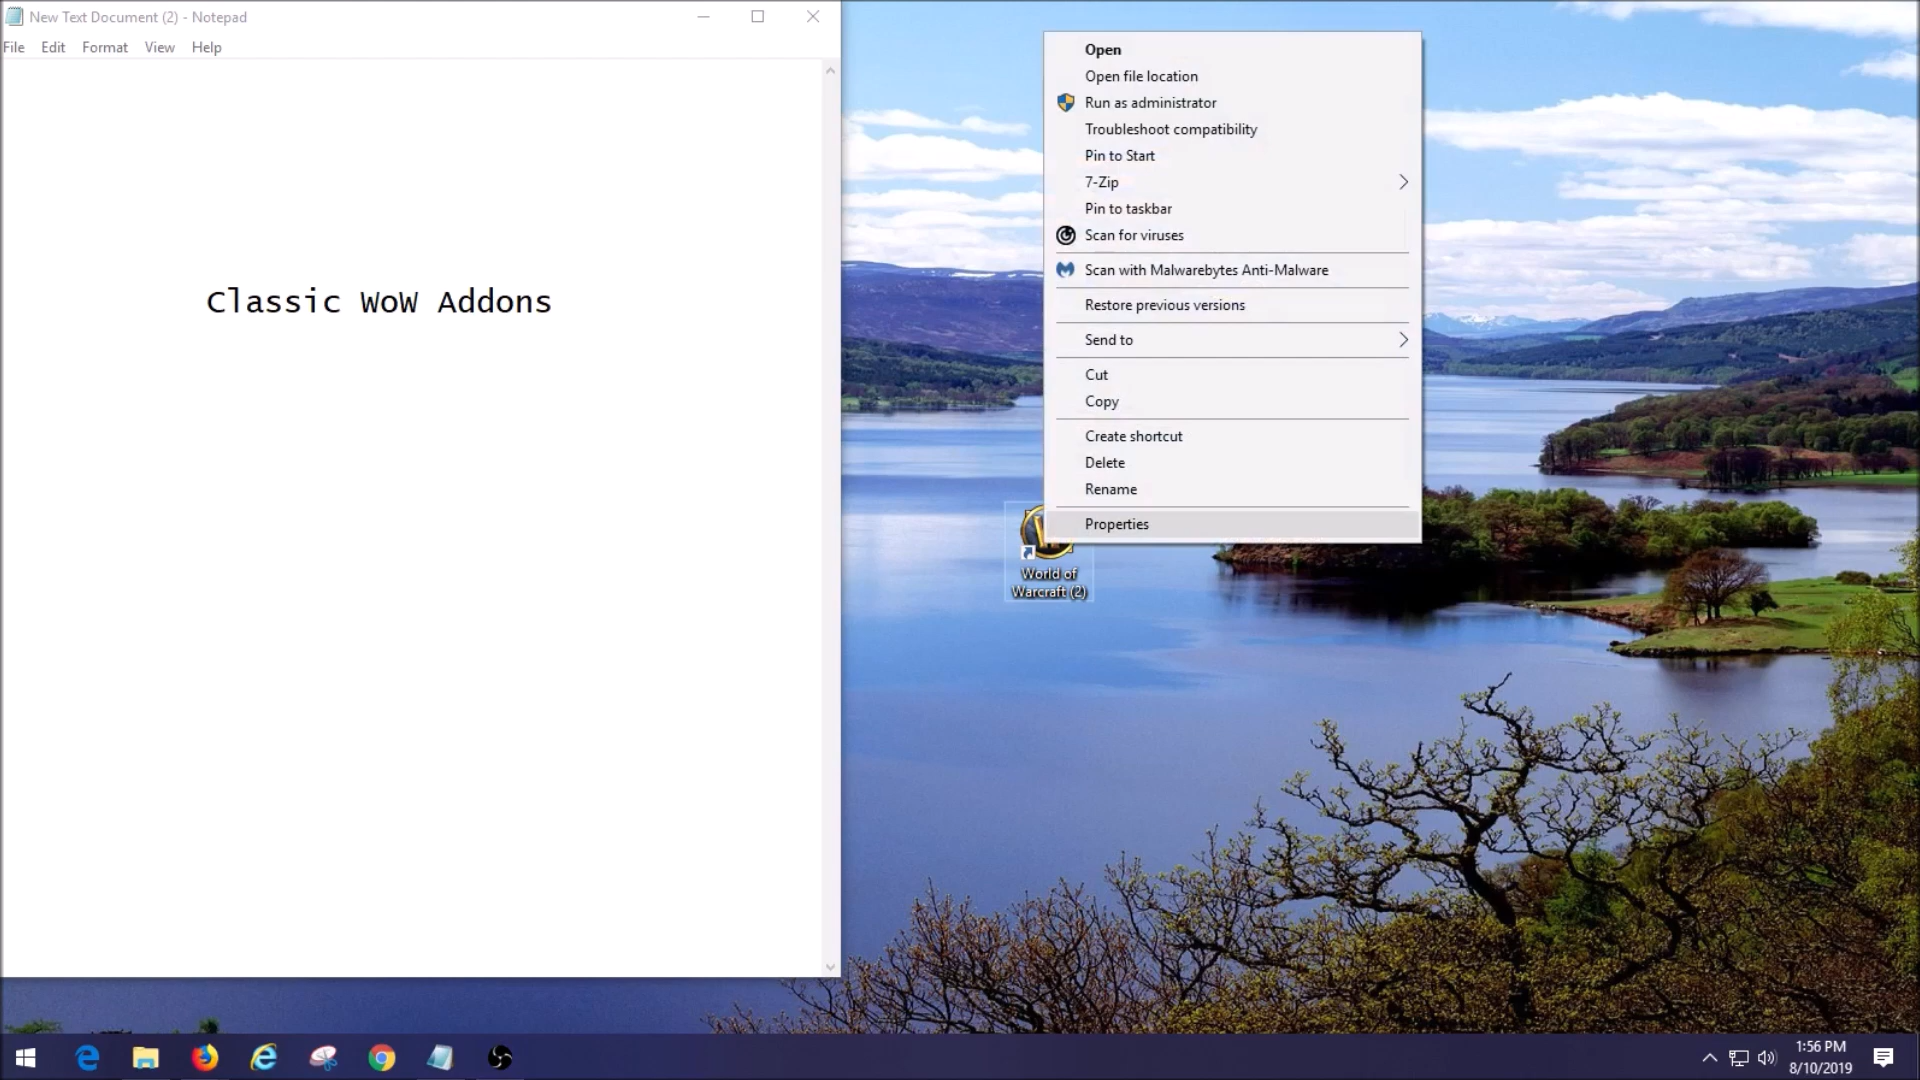 New Text Document (2) - Notepad
File Edit Format View Help
Classic WoW Addons
Open
Open file location
Run as administrator
Troubleshoot compatibility
Pin to Start
7-Zip
Pin to taskbar
Scan for viruses
Scan with Malwarebytes Anti-Malware
Restore previous versions
Send to
Cut
Copy
Create shortcut
Delete
Rename
Properties
World of
Warcraft (2)
1:56 PM
8/10/2019